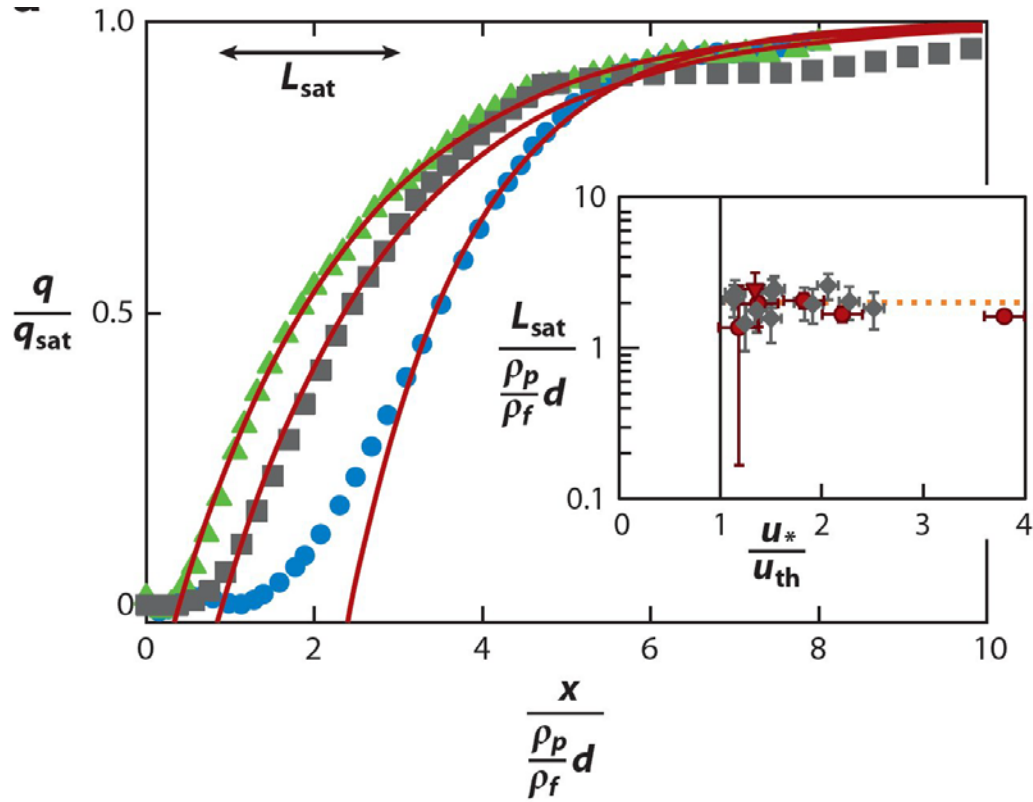 1.0
L_sat
q
q_sat
0.5
0
0 2 4 6 8 10
x
ρ_p
ρ_f
d
10
1
0.1
L_sat
ρ_p
ρ_f
d
0 1 2 3 4
u_*
u_th